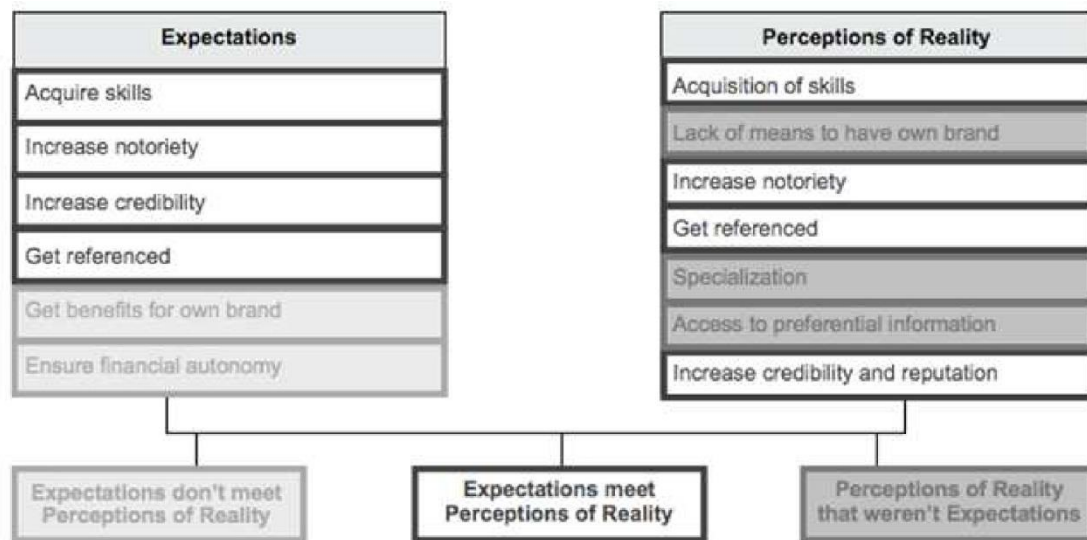 Expectations
Acquire skills
Increase notoriety
Increase credibility
Get referenced
Get benefits for own brand
Ensure financial autonomy
Perceptions of Reality
Acquisition of skills
Lack of means to have own brand
Increase notoriety
Get referenced
Specialization
Access to preferential information
Increase credibility and reputation
Expectations don't meet
Perceptions of Reality
Expectations meet
Perceptions of Reality
Perceptions of Reality
that weren't Expectations